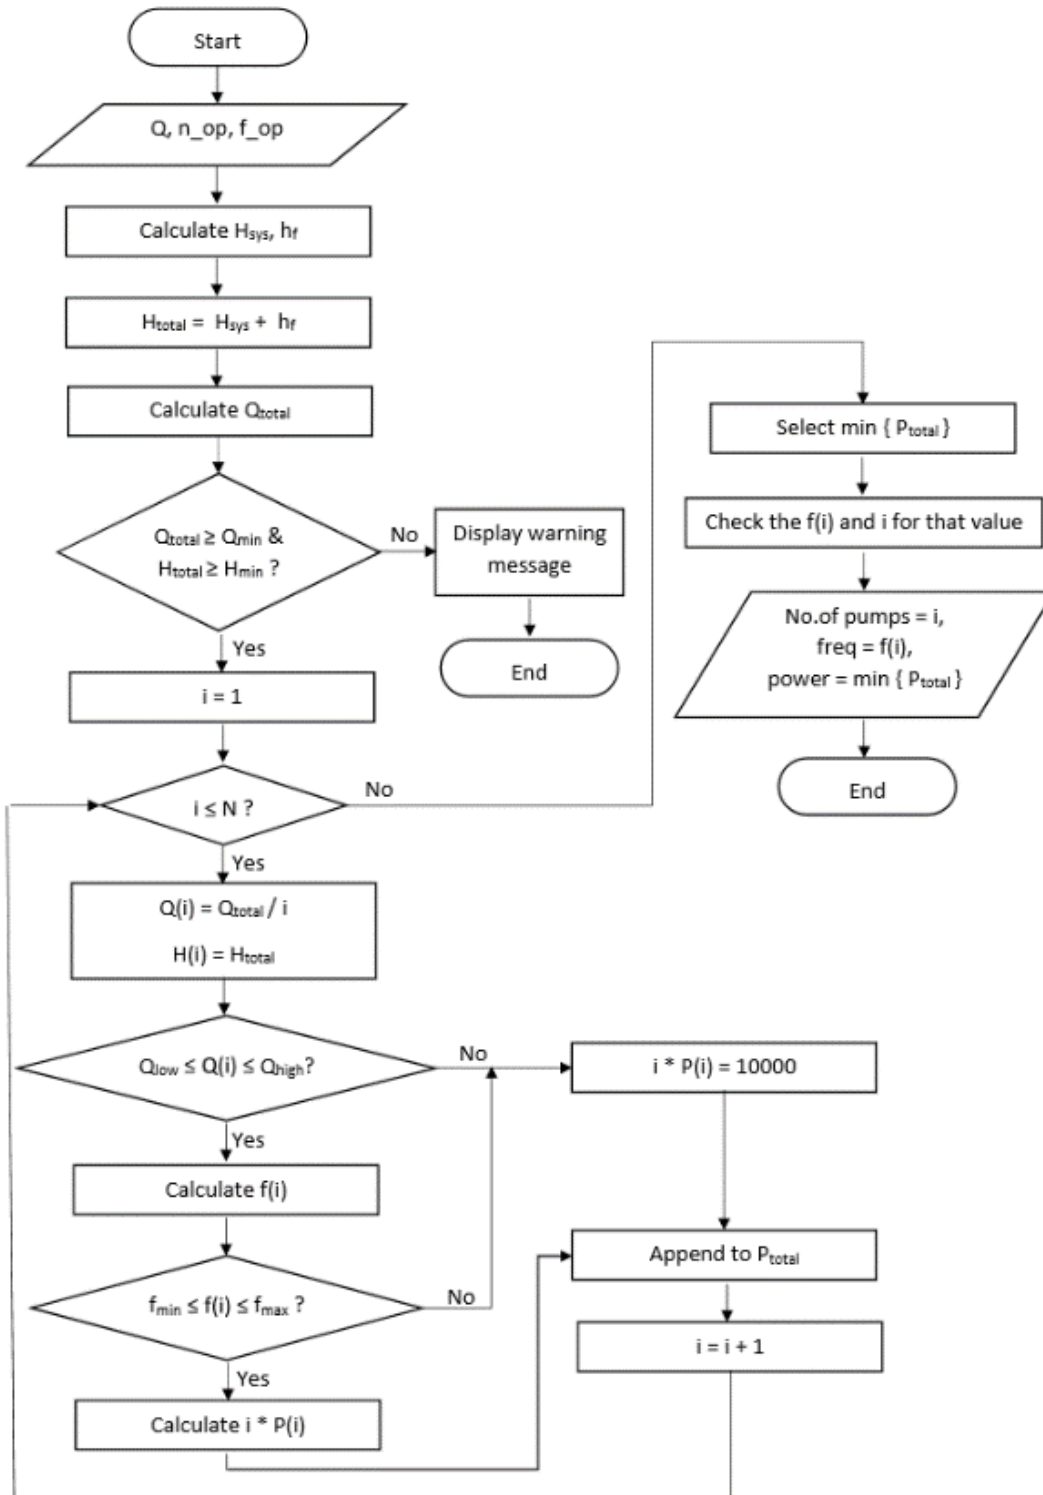 Start
Q, n_op, f_op
Calculate Hsys, hf
Htotal = Hsys + hf
Calculate Qtotal
Qtotal ≥ Qmin &
Htotal ≥ Hmin ?
No
Display warning
message
End
Yes
i = 1
i ≤ N ?
No
Select min { Ptotal }
Check the f(i) and i for that value
No.of pumps = i,
freq = f(i),
power = min { Ptotal }
End
Yes
Q(i) = Qtotal / i
H(i) = Htotal
Qlow ≤ Q(i) ≤ Qhigh?
No
i * P(i) = 10000
Yes
Calculate f(i)
fmin ≤ f(i) ≤ fmax ?
No
Yes
Calculate i * P(i)
Append to Ptotal
i = i + 1